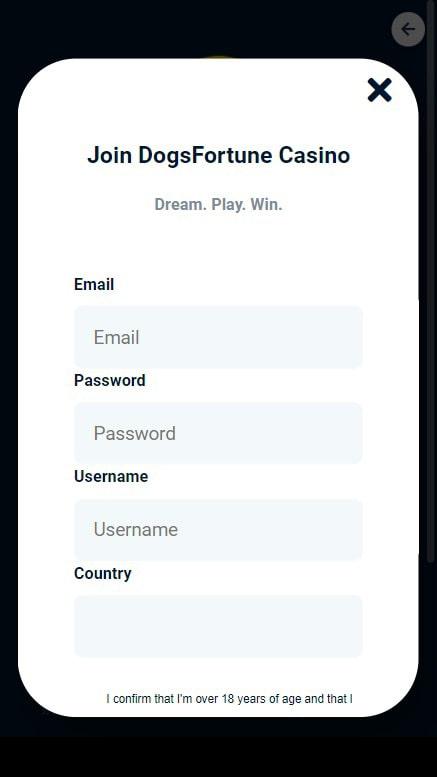 Join DogsFortune Casino
Dream. Play. Win.
Email
Email
Password
Password
Username
Username
Country
I confirm that I'm over 18 years of age and that I